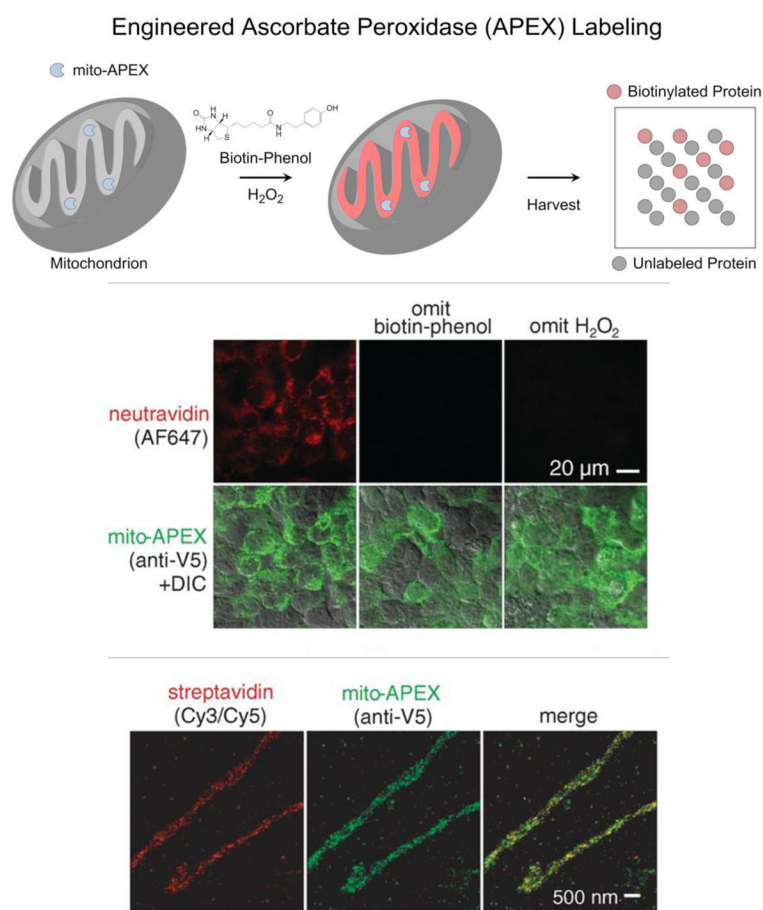 Engineered Ascorbate Peroxidase (APEX) Labeling
mito-APEX
Mitochondrion
O
HN
H
N
H
H
S
O
N
H
OH
Biotin-Phenol
H₂O₂
Harvest
Biotinylated Protein
Unlabeled Protein
omit
biotin-phenol
omit H₂O₂
neutravidin
(AF647)
20 µm
mito-APEX
(anti-V5)
+DIC
streptavidin
(Cy3/Cy5)
mito-APEX
(anti-V5)
merge
500 nm